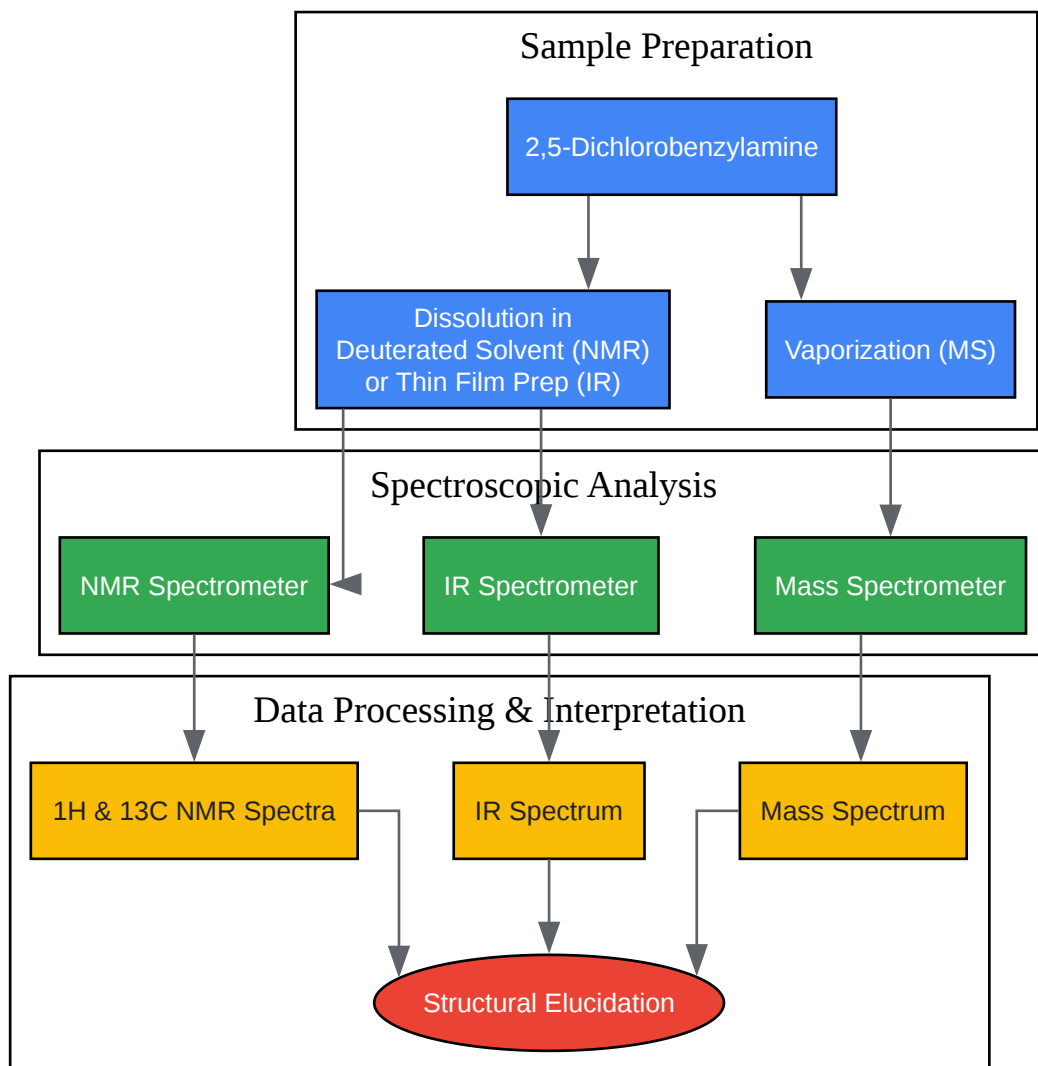 Sample Preparation
2,5-Dichlorobenzylamine
Dissolution in
Deuterated Solvent (NMR)
or Thin Film Prep (IR)
Vaporization (MS)
Spectroscopic Analysis
NMR Spectrometer
IR Spectrometer
Mass Spectrometer
Data Processing & Interpretation
1H & 13C NMR Spectra
IR Spectrum
Mass Spectrum
Structural Elucidation